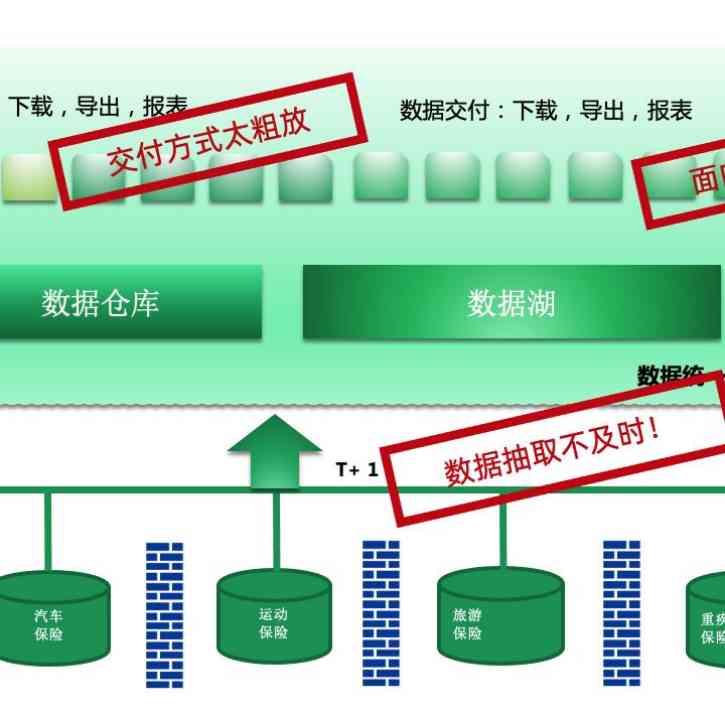 下载，导出，报表
数据交付：下载，导出，报表
交付方式太粗放
面
数据仓库
数据湖
数据统
数据抽取不及时！
T+ 1
汽车
保险
运动
保险
旅游
保险
重疾
保险